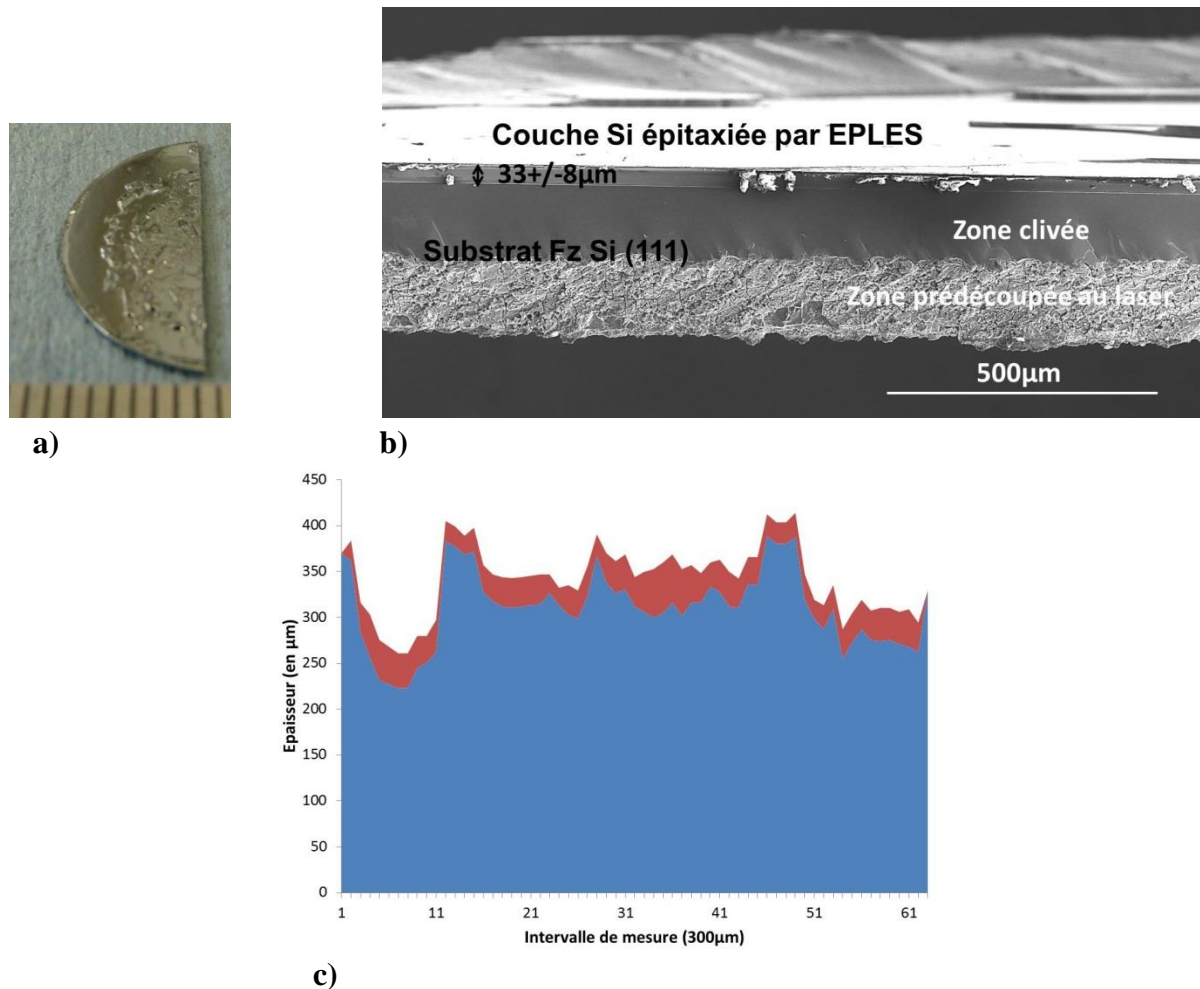 Couche Si épitaxiée par EPLES
33+/-8µm
Zone clivée
Substrat Fz Si (111)
Zone prédécoupée au laser
500µm
a)
b)
450
400
350
300
250
200
150
100
50
0
Epaisseur (en µm)
1 11 21 31 41 51 61
Intervalle de mesure (300µm)
c)